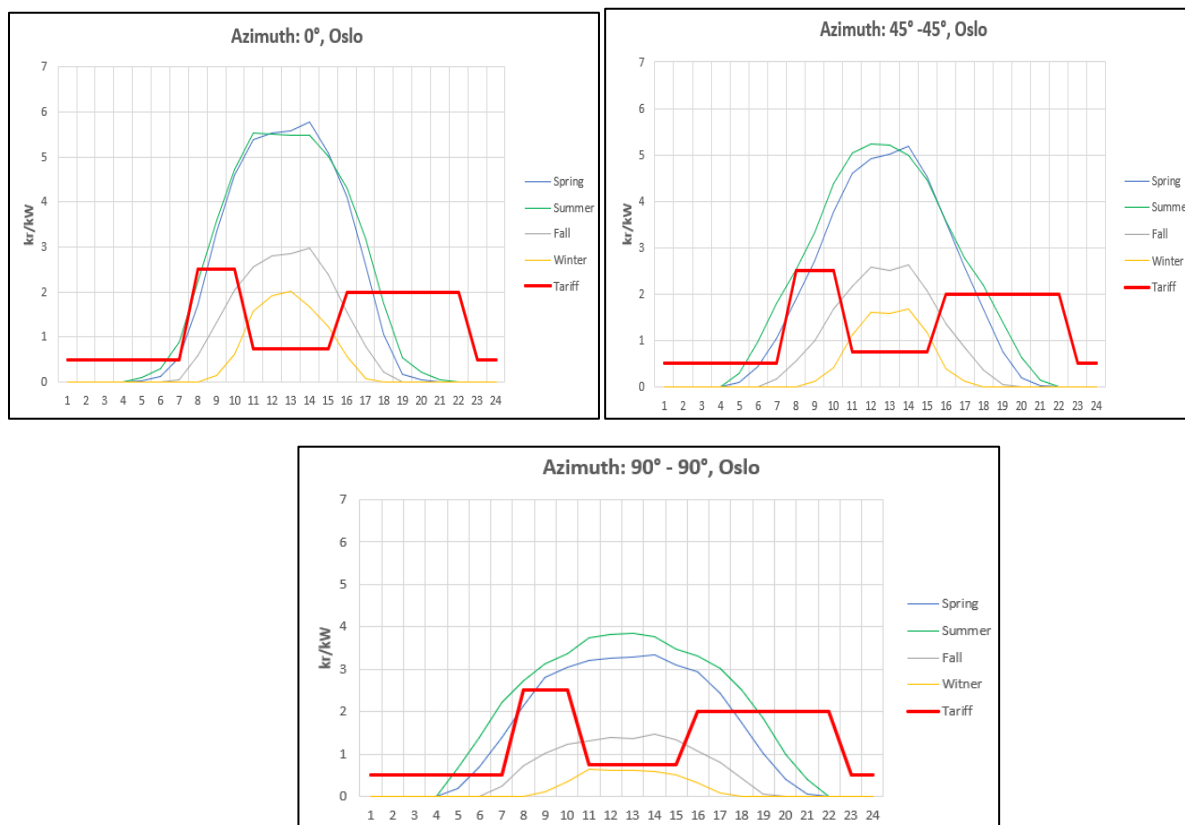 Azimuth: 0°, Oslo
7
6
5
4
3
2
1
0
kr/kW
1 2 3 4 5 6 7 8 9 10 11 12 13 14 15 16 17 18 19 20 21 22 23 24
Spring
Summer
Fall
Winter
Tariff
Azimuth: 45° -45°, Oslo
7
6
5
4
3
2
1
0
kr/kW
1 2 3 4 5 6 7 8 9 10 11 12 13 14 15 16 17 18 19 20 21 22 23 24
Spring
Summer
Fall
Winter
Tariff
Azimuth: 90° - 90°, Oslo
7
6
5
4
3
2
1
0
kr/kW
1 2 3 4 5 6 7 8 9 10 11 12 13 14 15 16 17 18 19 20 21 22 23 24
Spring
Summer
Fall
Witner
Tariff